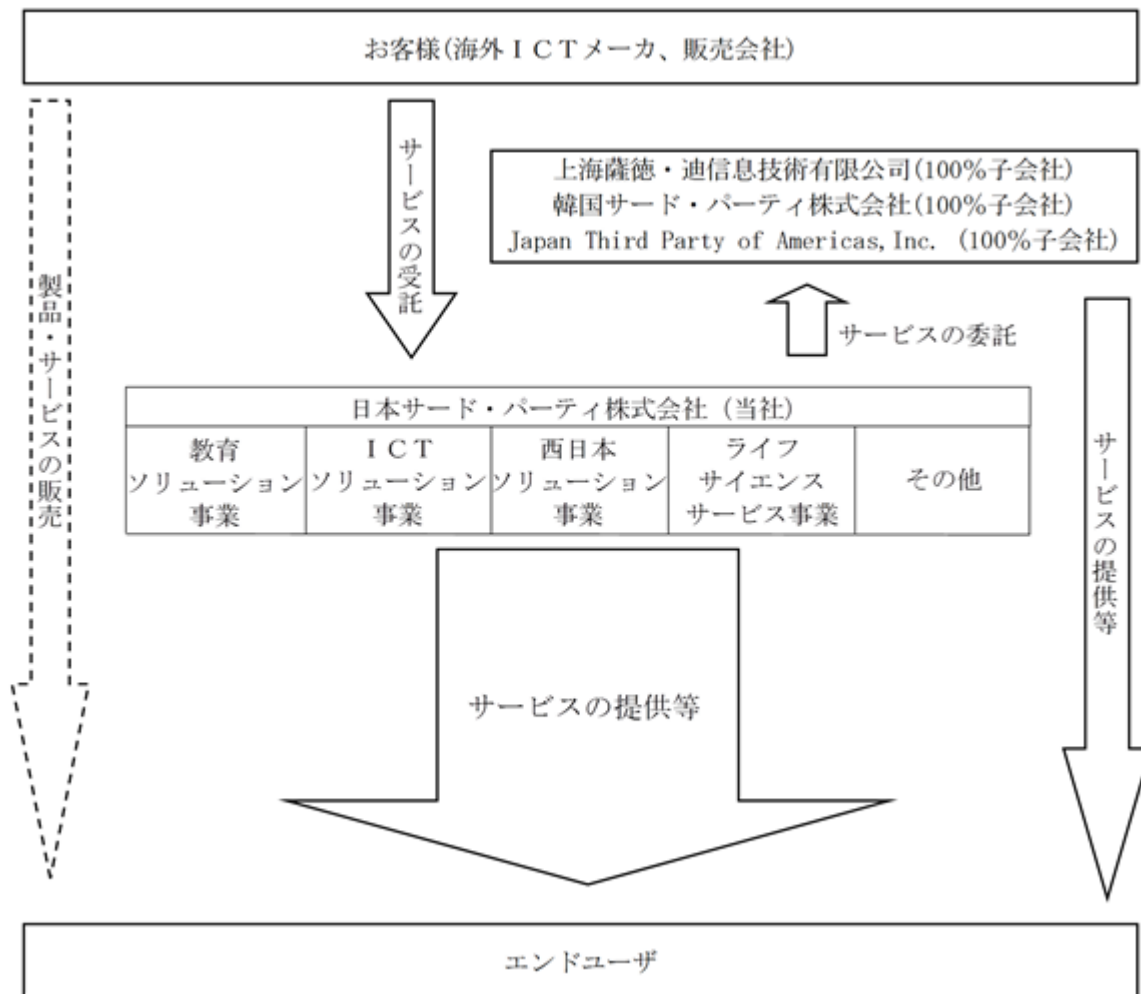 お客様(海外ＩＣＴメーカ、販売会社)
サービスの受託
上海薩徳・迪信息技術有限公司(100％子会社)
韓国サード・パーティ株式会社(100％子会社)
Japan Third Party of Americas,Inc. (100％子会社)
製品・サービスの販売
サービスの委託
日本サード・パーティ株式会社（当社）
教育
ソリューション
事業
ＩＣＴ
ソリューション
事業
西日本
ソリューション
事業
ライフ
サイエンス
サービス事業
その他
サービスの提供等
サービスの提供等
エンドユーザ